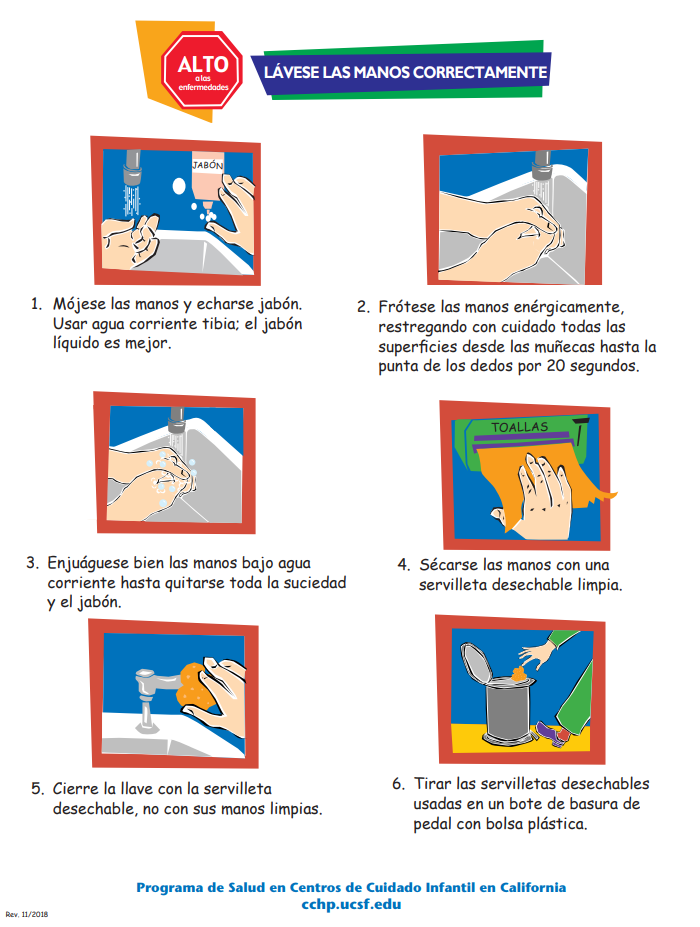 ALTO
a las
enfermedades
LÁVESE LAS MANOS CORRECTAMENTE
JABÓN
1. Mójese las manos y echarse jabón.
Usar agua corriente tibia; el jabón
líquido es mejor.
2. Frótese las manos enérgicamente,
restregando con cuidado todas las
superficies desde las muñecas hasta la
punta de los dedos por 20 segundos.
TOALLAS
3. Enjuáguese bien las manos bajo agua
corriente hasta quitarse toda la suciedad
y el jabón.
4. Sécarse las manos con una
servilleta desechable limpia.
5. Cierre la llave con la servilleta
desechable, no con sus manos limpias.
6. Tirar las servilletas desechables
usadas en un bote de basura de
pedal con bolsa plástica.
Programa de Salud en Centros de Cuidado Infantil en California
cchp.ucsf.edu
Rev. 11/2018